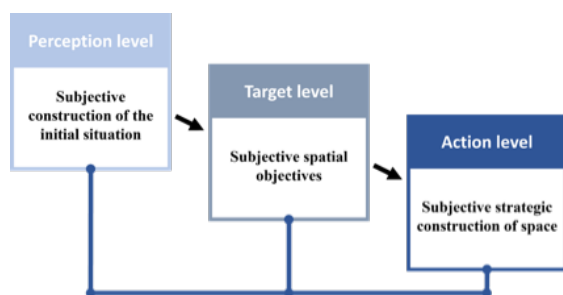 Perception level
Subjective
construction of the
initial situation
Target level
Subjective spatial
objectives
Action level
Subjective strategic
construction of space